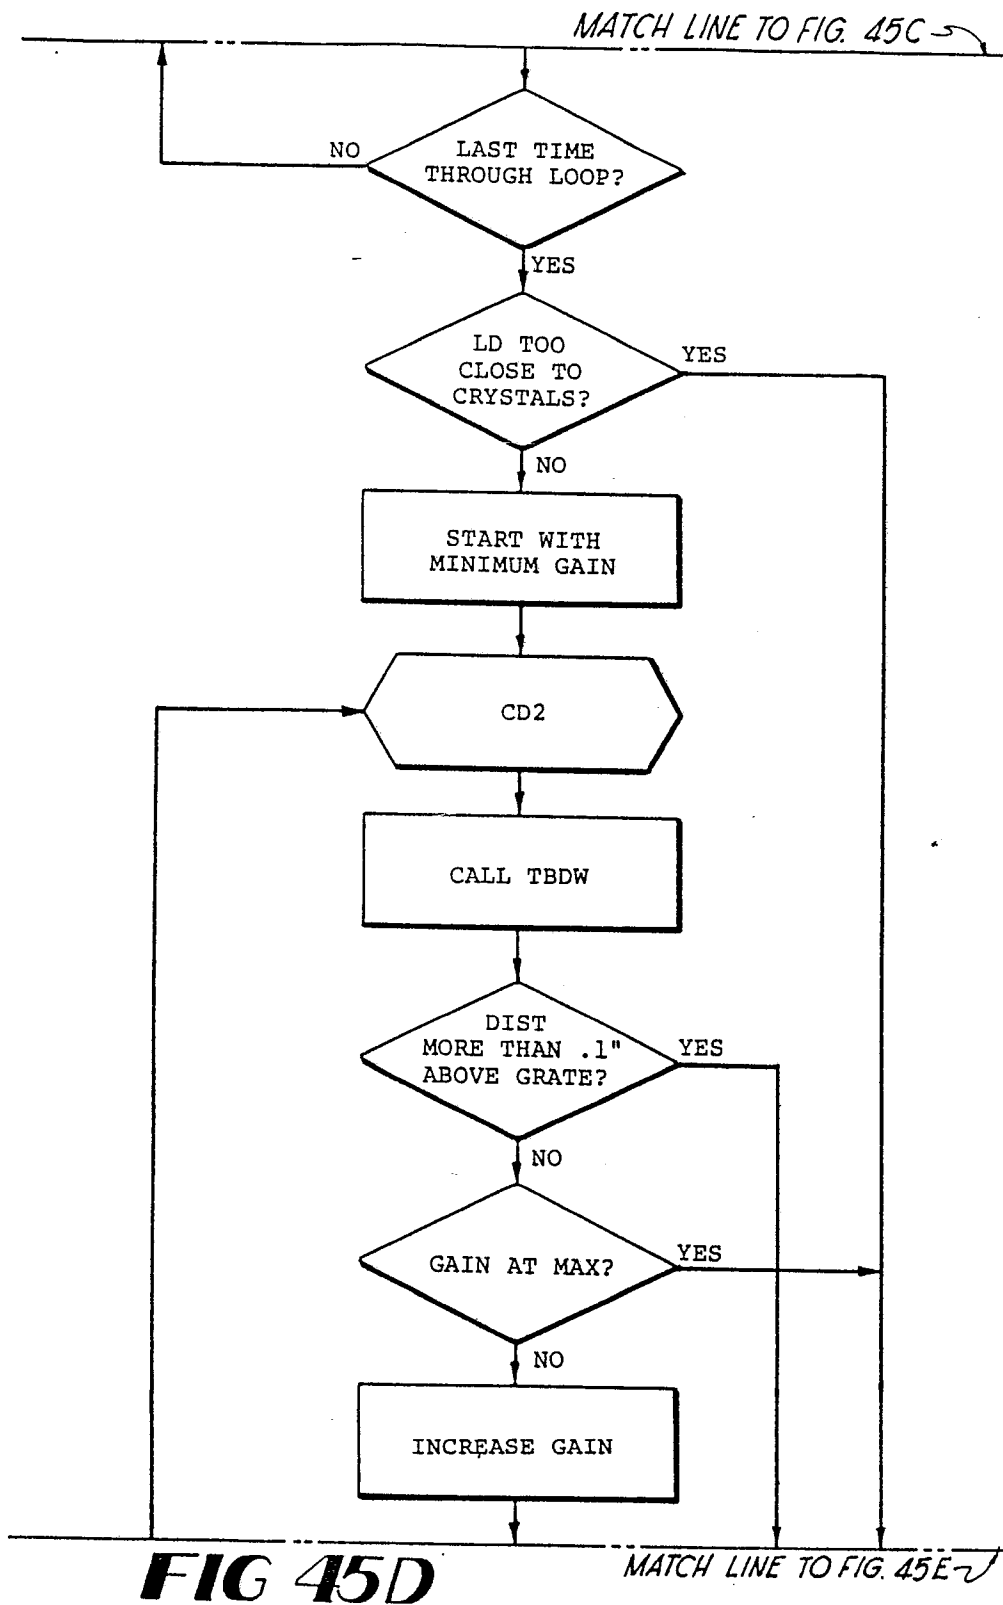 MATCH LINE TO FIG. 45C
LAST TIME
THROUGH LOOP?
NO
YES
LD TOO
CLOSE TO
CRYSTALS?
YES
NO
START WITH
MINIMUM GAIN
CD2
CALL TBDW
DIST
MORE THAN .1"
ABOVE GRATE?
YES
NO
GAIN AT MAX?
YES
NO
INCREASE GAIN
FIG 45D
MATCH LINE TO FIG. 45E